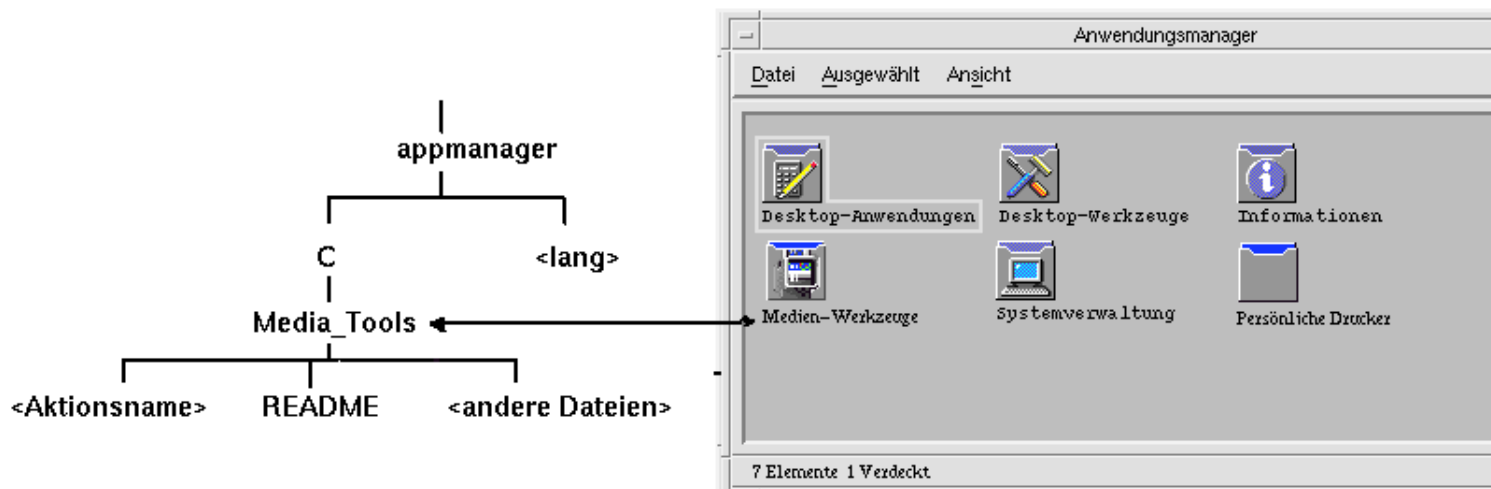 appmanager
C
<lang>
Media_Tools
<Aktionsname>
README
<andere Dateien>
Anwendungsmanager
Datei Ausgewählt Ansicht
Desktop-Anwendungen
Desktop-Werkzeuge
Informationen
Medien-Werkzeuge
Systemverwaltung
Persönliche Drucker
7 Elemente 1 Verdeckt